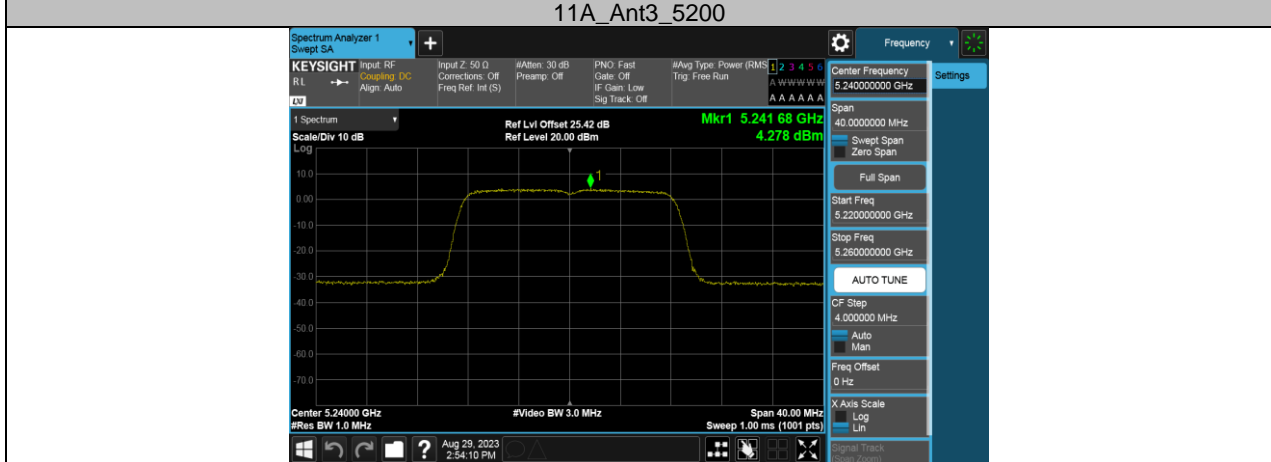 11A_Ant3_5200
Spectrum Analyzer 1
Swept SA
+
Frequency
KEYSIGHT
RL
LXI
Input: RF
Coupling: DC
Align: Auto
Input Z: 50 Ω
Corrections: Off
Freq Ref: Int (S)
#Atten: 30 dB
Preamp: Off
PNO: Fast
Gate: Off
IF Gain: Low
Sig Track: Off
#Avg Type: Power (RMS
Trig: Free Run
1 2 3 4 5 6
A W W W W W
A A A A A A
1 Spectrum
Scale/Div 10 dB
Log
Ref Lvl Offset 25.42 dB
Ref Level 20.00 dBm
Mkr1 5.241 68 GHz
4.278 dBm
1
10.0
0.00
-10.0
-20.0
-30.0
-40.0
-50.0
-60.0
-70.0
Center 5.24000 GHz
#Res BW 1.0 MHz
#Video BW 3.0 MHz
Span 40.00 MHz
Sweep 1.00 ms (1001 pts)
Center Frequency
5.240000000 GHz
Settings
Span
40.0000000 MHz
Swept Span
Zero Span
Full Span
Start Freq
5.220000000 GHz
Stop Freq
5.260000000 GHz
AUTO TUNE
CF Step
4.000000 MHz
Auto
Man
Freq Offset
0 Hz
X Axis Scale
Log
Lin
Signal Track
(Span Zoom)
?
Aug 29, 2023
2:54:10 PM